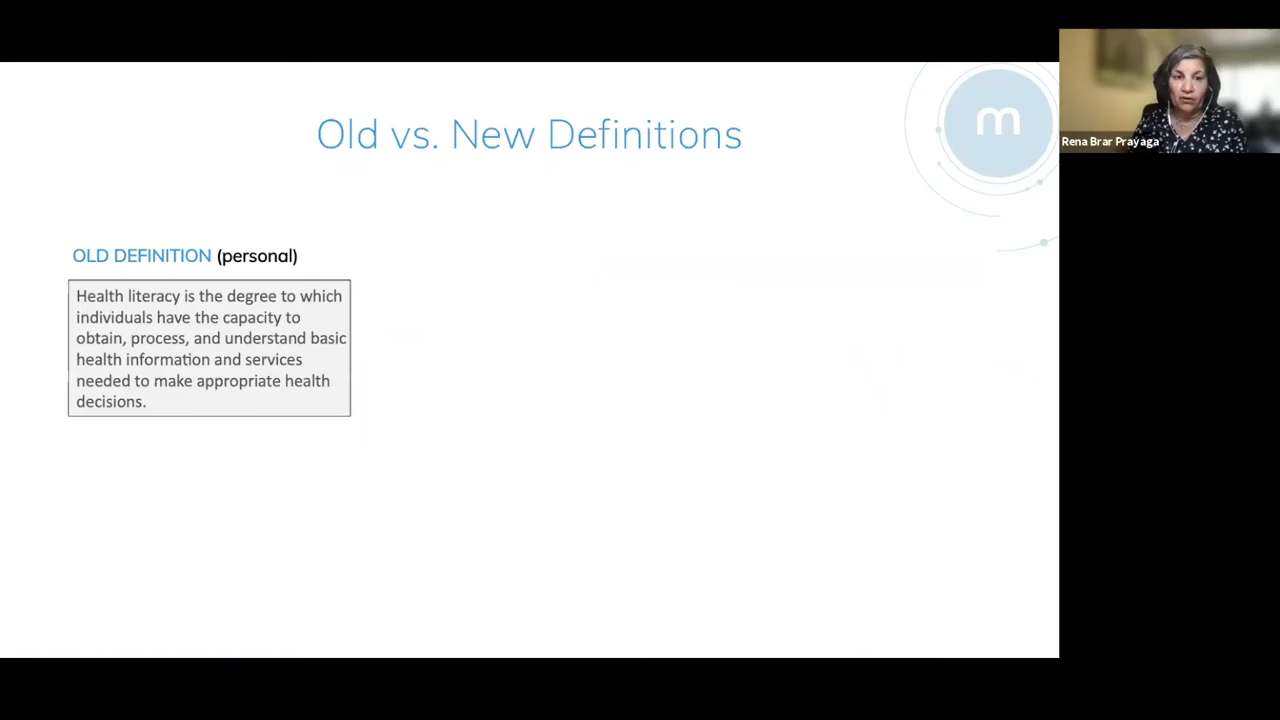 Old vs. New Definitions
m
Rena Brar Prayaga
OLD DEFINITION (personal)
Health literacy is the degree to which
individuals have the capacity to
obtain, process, and understand basic
health information and services
needed to make appropriate health
decisions.